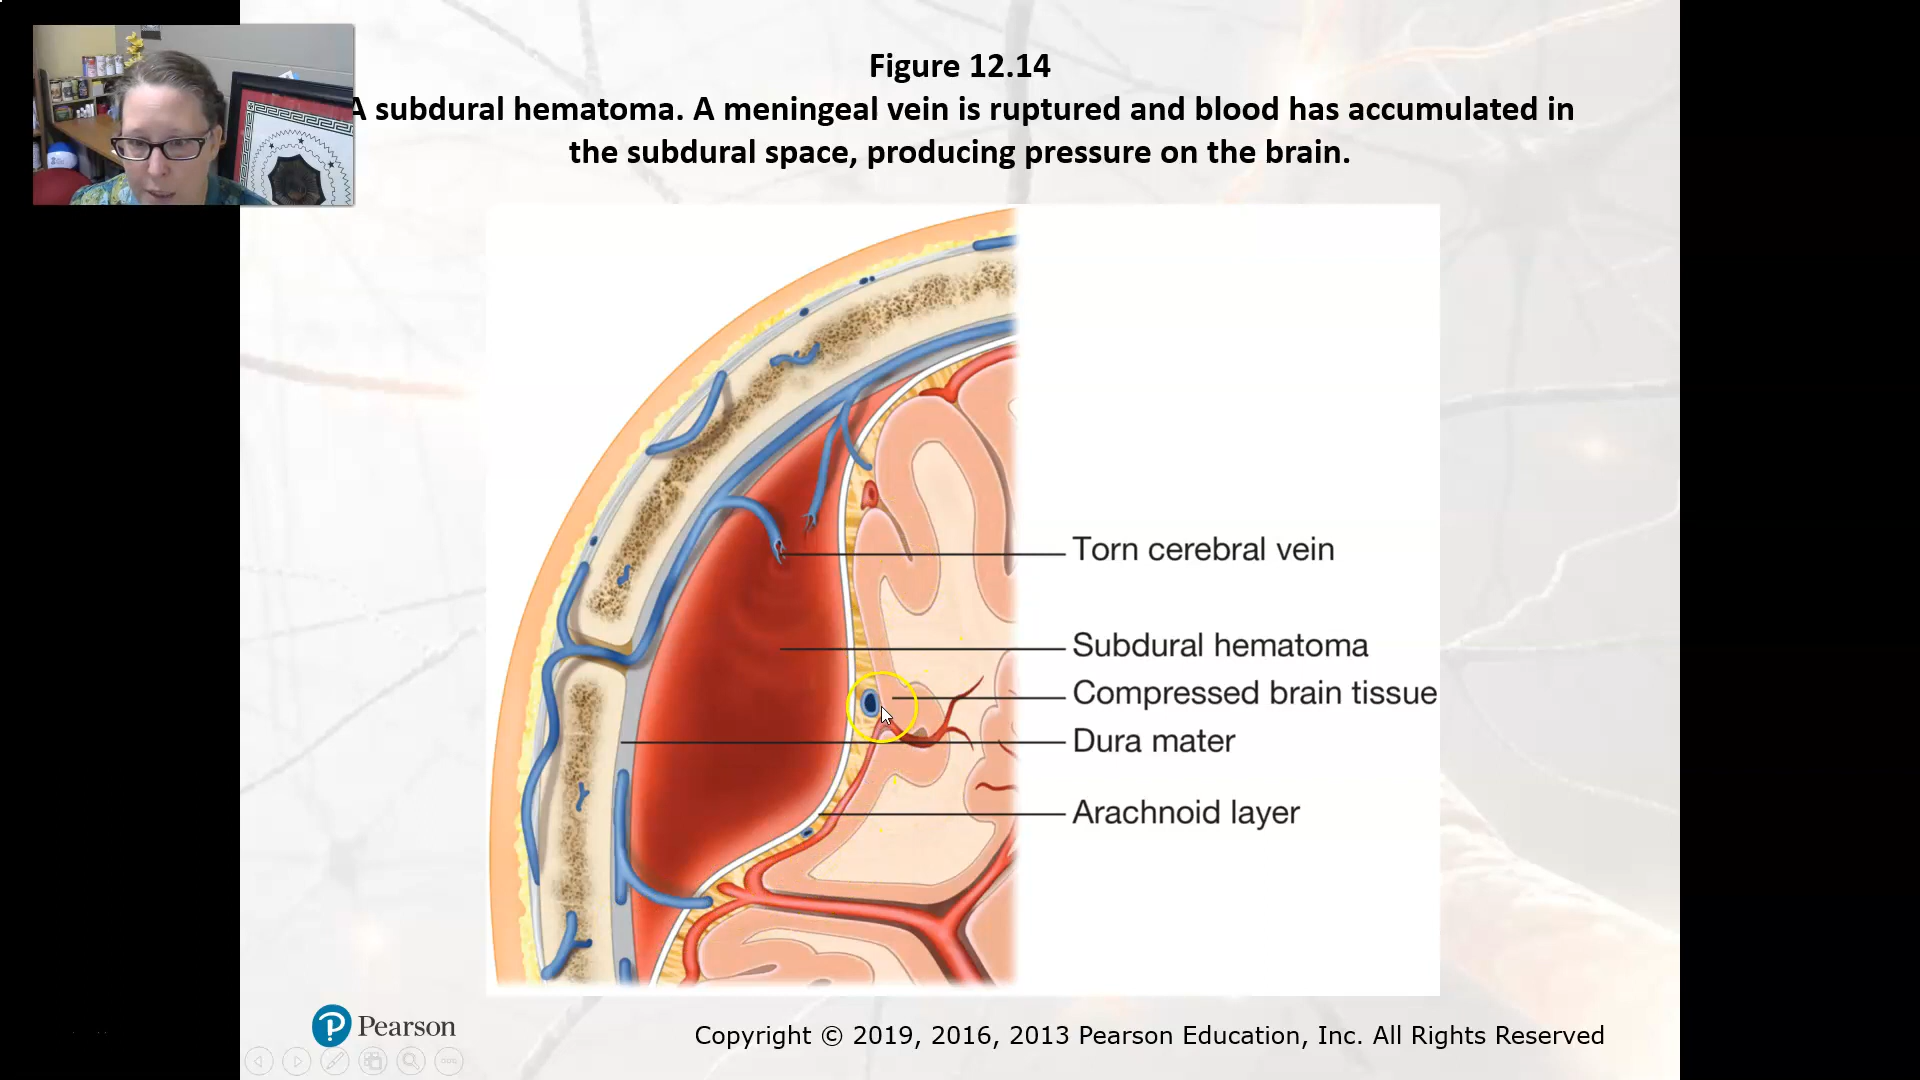 Figure 12.14
A subdural hematoma. A meningeal vein is ruptured and blood has accumulated in
the subdural space, producing pressure on the brain.
Torn cerebral vein
Subdural hematoma
Compressed brain tissue
Dura mater
Arachnoid layer
Pearson
Copyright © 2019, 2016, 2013 Pearson Education, Inc. All Rights Reserved